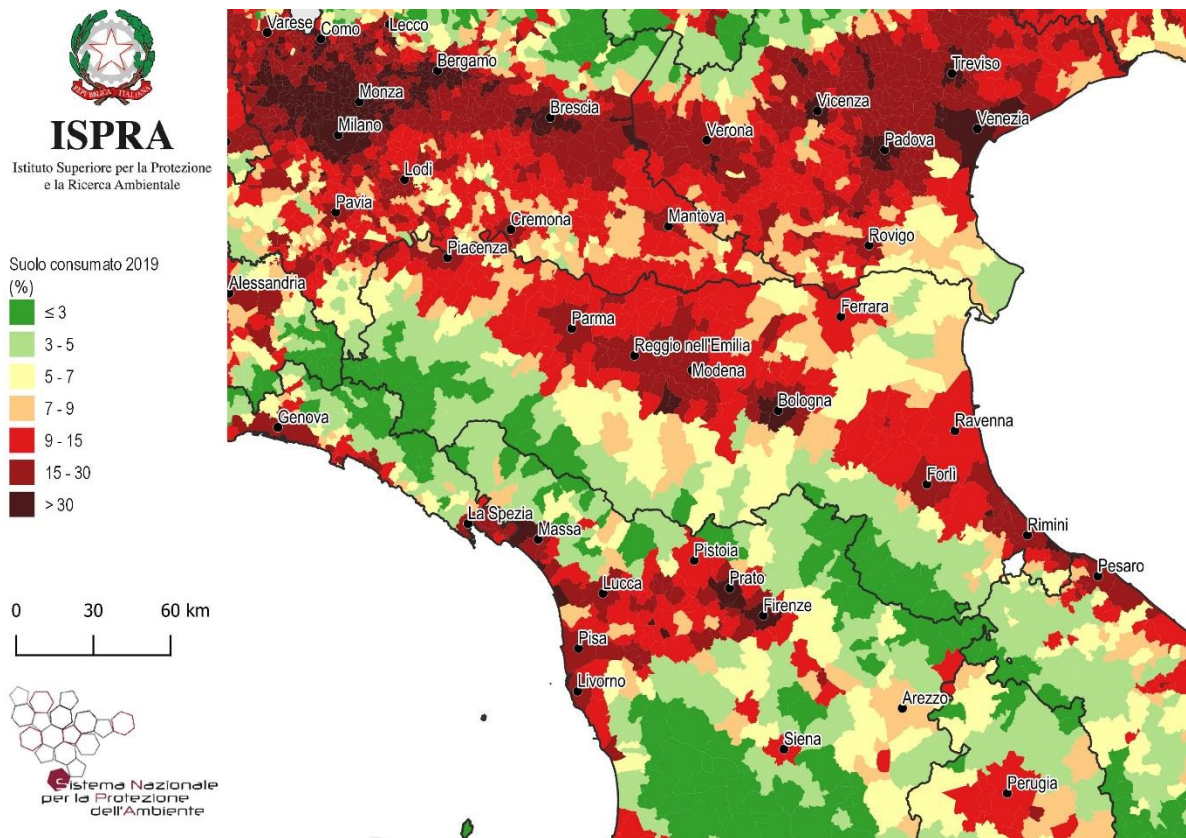 REPVBBLICA ITALIANA
ISPRA
Istituto Superiore per la Protezione
e la Ricerca Ambientale
Suolo consumato 2019
(%)
≤ 3
3 - 5
5 - 7
7 - 9
9 - 15
15 - 30
> 30
0 30 60 km
Sistema Nazionale
per la Protezione
dell'Ambiente
Varese
Como
Lecco
Bergamo
Monza
Milano
Brescia
Treviso
Vicenza
Venezia
Verona
Padova
Lodi
Pavia
Cremona
Mantova
Piacenza
Rovigo
Alessandria
Parma
Ferrara
Reggio nell'Emilia
Modena
Bologna
Genova
Ravenna
Forlì
La Spezia
Massa
Rimini
Pistoia
Pesaro
Lucca
Prato
Firenze
Pisa
Livorno
Arezzo
Siena
Perugia